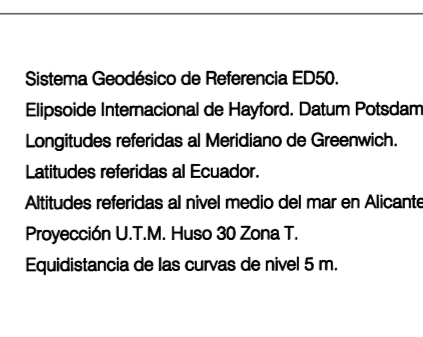 Sistema Geodésico de Referencia ED50.
Elipsoide Internacional de Hayford. Datum Potsdam
Longitudes referidas al Meridiano de Greenwich.
Latitudes referidas al Ecuador.
Altitudes referidas al nivel medio del mar en Alicante
Proyección U.T.M. Huso 30 Zona T.
Equidistancia de las curvas de nivel 5 m.